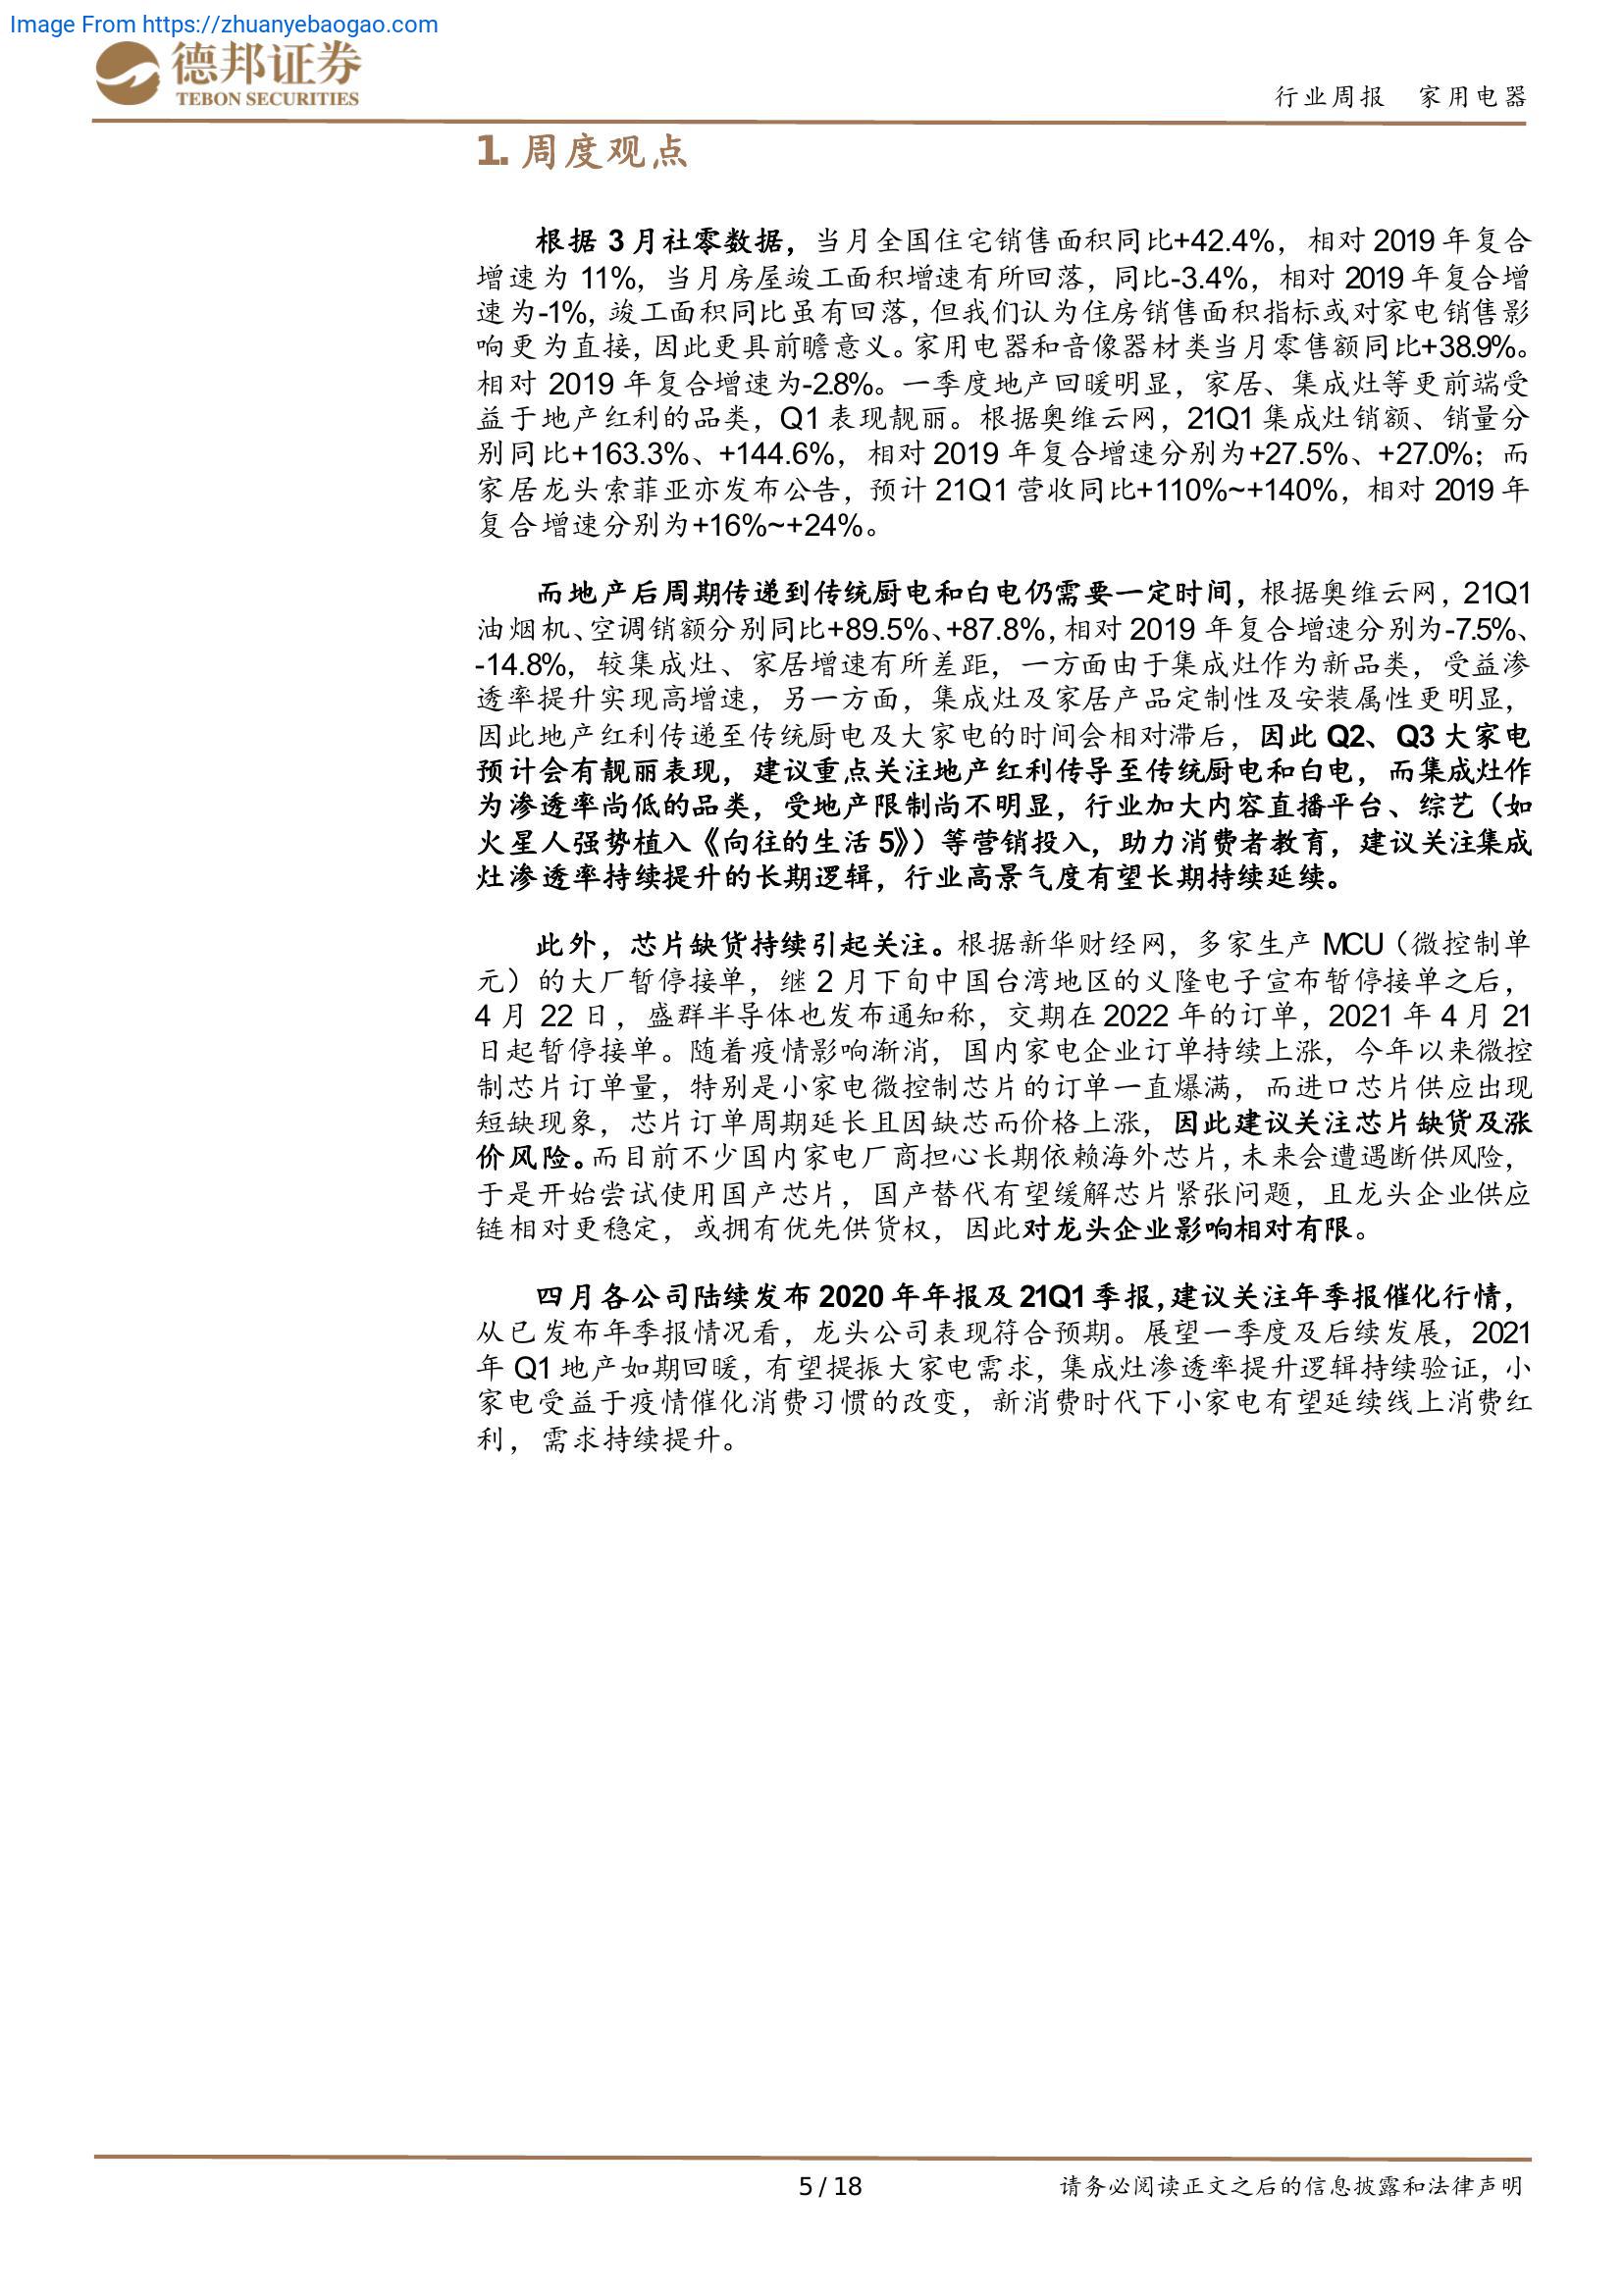 Image From https://zhuanyebaogao.com
德邦证券
TEBON SECURITIES
行业周报 家用电器
1. 周度观点
根据 3 月社零数据，当月全国住宅销售面积同比+42.4%，相对 2019 年复合
增速为 11%，当月房屋竣工面积增速有所回落，同比-3.4%，相对 2019 年复合增
速为-1%，竣工面积同比虽有回落，但我们认为住房销售面积指标或对家电销售影
响更为直接，因此更具前瞻意义。家用电器和音像器材类当月零售额同比+38.9%。
相对 2019 年复合增速为-2.8%。一季度地产回暖明显，家居、集成灶等更前端受
益于地产红利的品类，Q1 表现靓丽。根据奥维云网，21Q1 集成灶销额、销量分
别同比+163.3%、+144.6%，相对 2019 年复合增速分别为+27.5%、+27.0%；而
家居龙头索菲亚亦发布公告，预计 21Q1 营收同比+110%~+140%，相对 2019 年
复合增速分别为+16%~+24%。
而地产后周期传递到传统厨电和白电仍需要一定时间，根据奥维云网，21Q1
油烟机、空调销额分别同比+89.5%、+87.8%，相对 2019 年复合增速分别为-7.5%、
-14.8%，较集成灶、家居增速有所差距，一方面由于集成灶作为新品类，受益渗
透率提升实现高增速，另一方面，集成灶及家居产品定制性及安装属性更明显，
因此地产红利传递至传统厨电及大家电的时间会相对滞后，因此 Q2、Q3 大家电
预计会有靓丽表现，建议重点关注地产红利传导至传统厨电和白电，而集成灶作
为渗透率尚低的品类，受地产限制尚不明显，行业加大内容直播平台、综艺（如
火星人强势植入《向往的生活 5》）等营销投入，助力消费者教育，建议关注集成
灶渗透率持续提升的长期逻辑，行业高景气度有望长期持续延续。
此外，芯片缺货持续引起关注。根据新华财经网，多家生产 MCU（微控制单
元）的大厂暂停接单，继 2 月下旬中国台湾地区的义隆电子宣布暂停接单之后，
4 月 22 日，盛群半导体也发布通知称，交期在 2022 年的订单，2021 年 4 月 21
日起暂停接单。随着疫情影响渐消，国内家电企业订单持续上涨，今年以来微控
制芯片订单量，特别是小家电微控制芯片的订单一直爆满，而进口芯片供应出现
短缺现象，芯片订单周期延长且因缺芯而价格上涨，因此建议关注芯片缺货及涨
价风险。而目前不少国内家电厂商担心长期依赖海外芯片，未来会遭遇断供风险，
于是开始尝试使用国产芯片，国产替代有望缓解芯片紧张问题，且龙头企业供应
链相对更稳定，或拥有优先供货权，因此对龙头企业影响相对有限。
四月各公司陆续发布 2020 年年报及 21Q1 季报，建议关注年季报催化行情，
从已发布年季报情况看，龙头公司表现符合预期。展望一季度及后续发展，2021
年 Q1 地产如期回暖，有望提振大家电需求，集成灶渗透率提升逻辑持续验证，小
家电受益于疫情催化消费习惯的改变，新消费时代下小家电有望延续线上消费红
利，需求持续提升。
5 / 18
请务必阅读正文之后的信息披露和法律声明